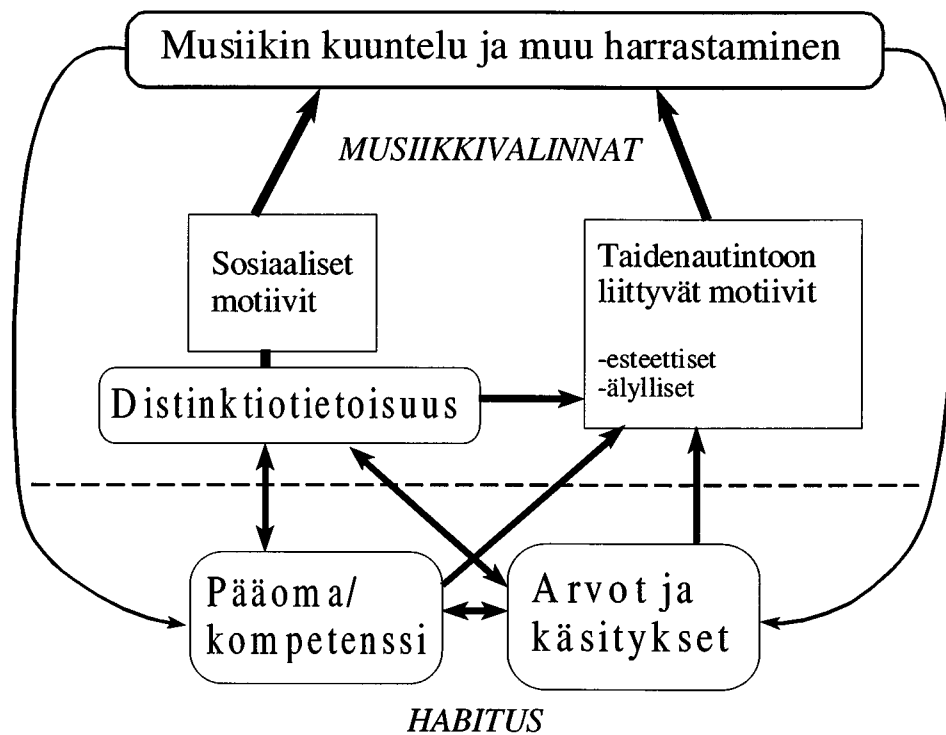 Musiikin kuuntelu ja muu harrastaminen
MUSIIKKIVALINNAT
Sosiaaliset
motiivit
Taidenautintoon
liittyvät motiivit
-esteettiset
-älylliset
Distinktiotietoisuus
Pääoma/
kompetenssi
Arvot ja
käsitykset
HABITUS